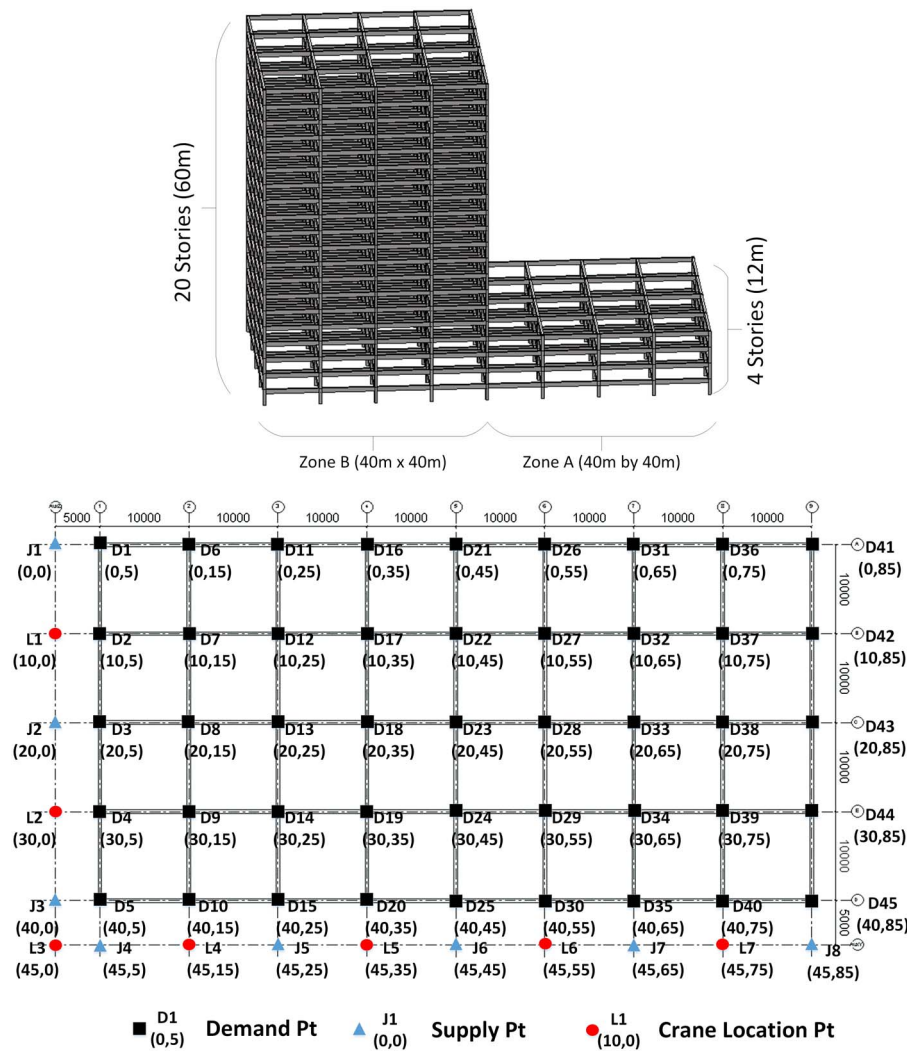 20 Stories (60m)
4 Stories (12m)
Zone B (40m x 40m)
Zone A (40m by 40m)
1 2 3 4 5 6 7 8 9
5000 10000 10000 10000 10000 10000 10000 10000 10000
J1 D1 D6 D11 D16 D21 D26 D31 D36 D41
(0,0) (0,5) (0,15) (0,25) (0,35) (0,45) (0,55) (0,65) (0,75) (0,85)
10000
L1 D2 D7 D12 D17 D22 D27 D32 D37 D42
(10,0) (10,5) (10,15) (10,25) (10,35) (10,45) (10,55) (10,65) (10,75) (10,85)
10000
J2 D3 D8 D13 D18 D23 D28 D33 D38 D43
(20,0) (20,5) (20,15) (20,25) (20,35) (20,45) (20,55) (20,65) (20,75) (20,85)
10000
L2 D4 D9 D14 D19 D24 D29 D34 D39 D44
(30,0) (30,5) (30,15) (30,25) (30,35) (30,45) (30,55) (30,65) (30,75) (30,85)
10000
J3 D5 D10 D15 D20 D25 D30 D35 D40 D45
(40,0) (40,5) (40,15) (40,25) (40,35) (40,45) (40,55) (40,65) (40,75) (40,85)
5000
L3 J4 L4 J5 L5 J6 L6 J7 L7 J8
(45,0) (45,5) (45,15) (45,25) (45,35) (45,45) (45,55) (45,65) (45,75) (45,85)
D1 Demand Pt J1 Supply Pt L1 Crane Location Pt
(0,5) (0,0) (10,0)